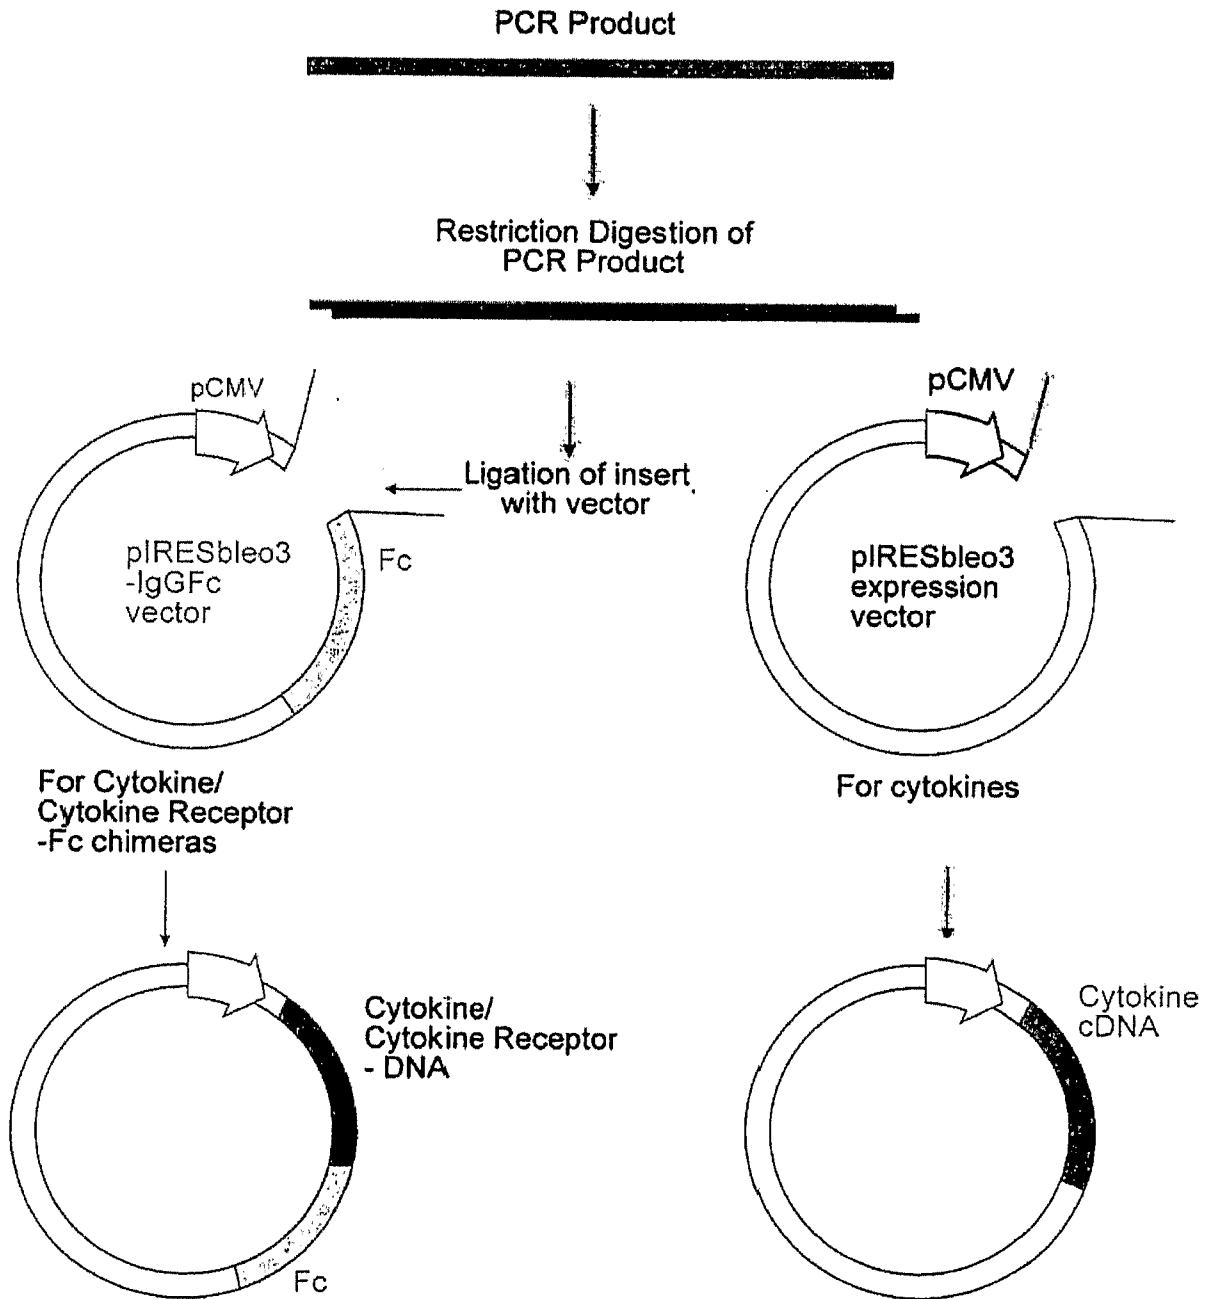 PCR Product
Restriction Digestion of
PCR Product
pCMV
pCMV
Ligation of insert
with vector
pIRESbleo3
-IgGFc
vector
Fc
pIRESbleo3
expression
vector
For Cytokine/
Cytokine Receptor
-Fc chimeras
For cytokines
Cytokine/
Cytokine Receptor
- DNA
Cytokine
cDNA
Fc